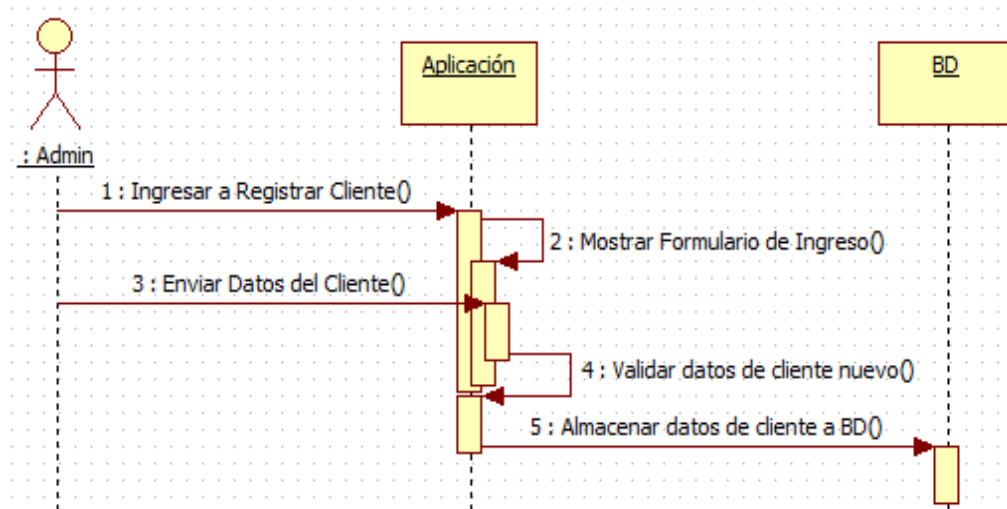 Aplicación
BD
: Admin
1 : Ingresar a Registrar Cliente()
2 : Mostrar Formulario de Ingreso()
3 : Enviar Datos del Cliente()
4 : Validar datos de cliente nuevo()
5 : Almacenar datos de cliente a BD()